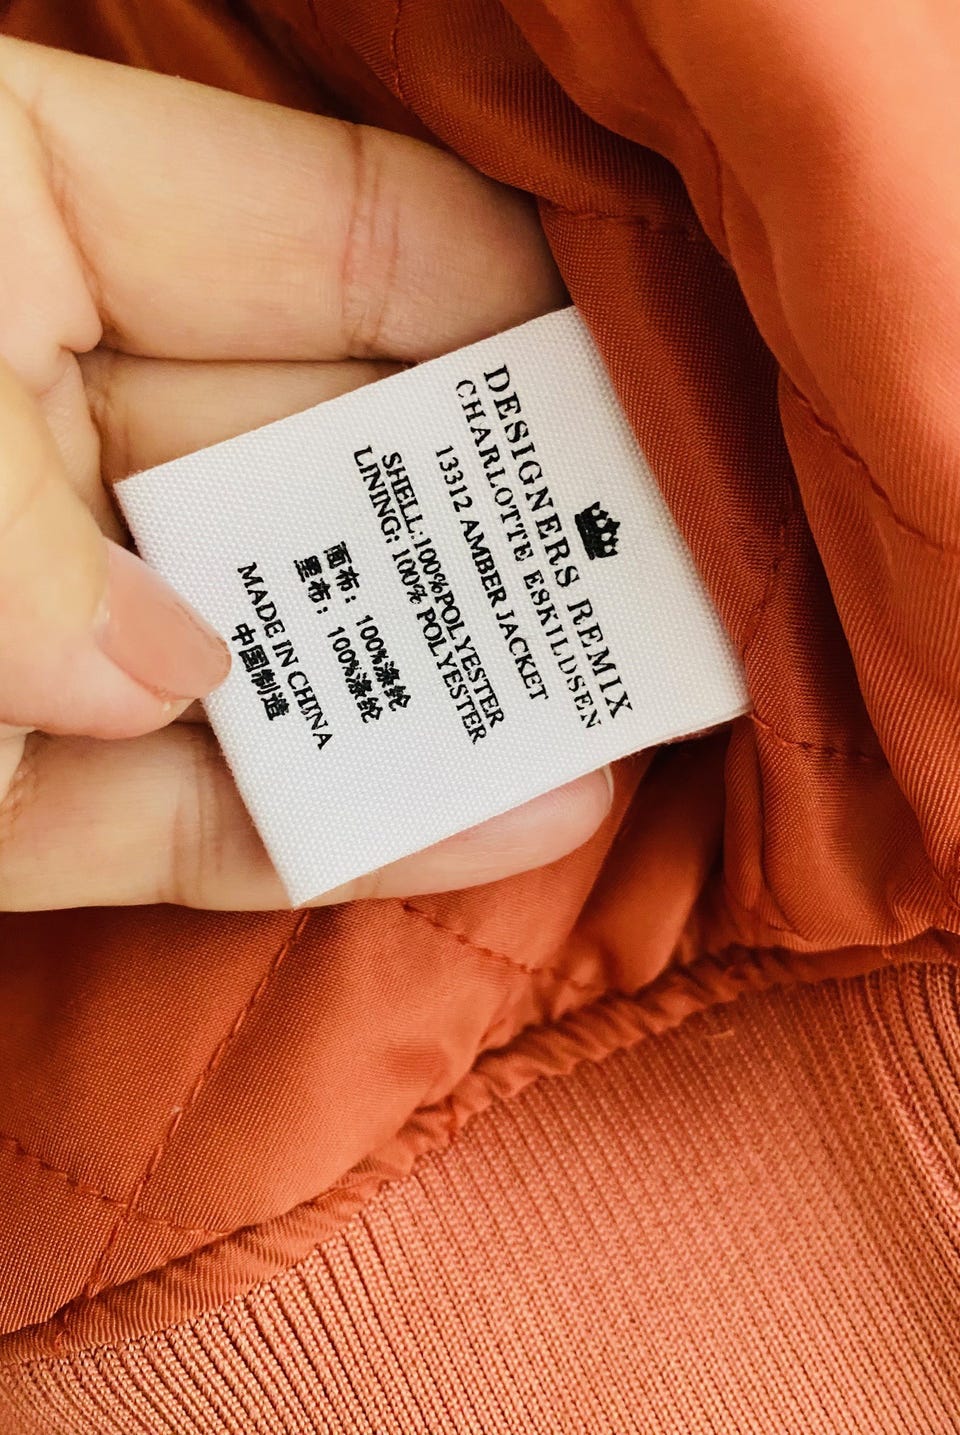 DESIGNERS REMIX
CHARLOTTE ESKILDSEN
13312 AMBER JACKET
SHELL:100%POLYESTER
LINING: 100% POLYESTER
面布：100%涤纶
里布：100%涤纶
MADE IN CHINA
中国制造